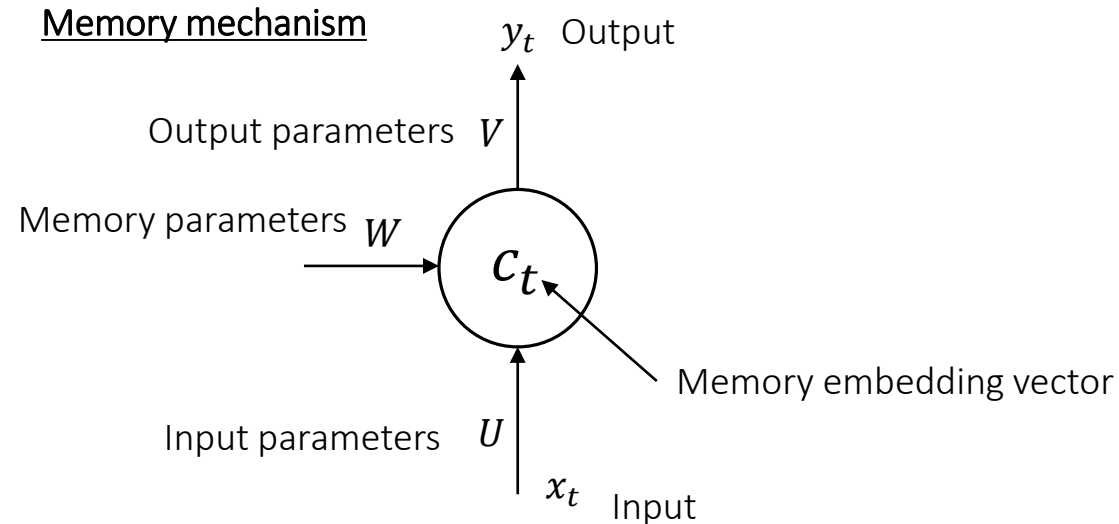 Memory mechanism
y_t Output
Output parameters V
Memory parameters W
c_t
Memory embedding vector
Input parameters U
x_t Input